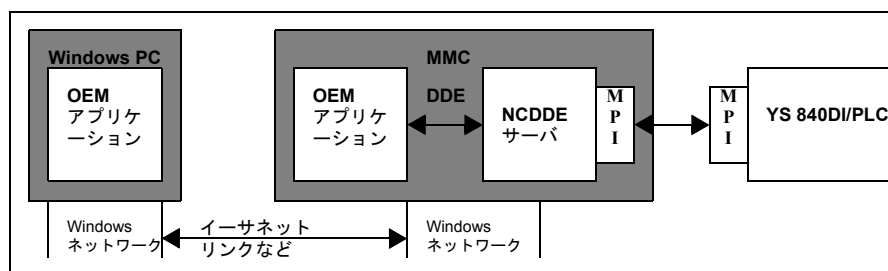 Windows PC
OEM
アプリケ
ーション
MMC
OEM
アプリケ
ーション
DDE
NCDDE
サーバ
M
P
I
M
P
I
YS 840DI/PLC
Windows
ネットワーク
イーサネット
リンクなど
Windows
ネットワーク